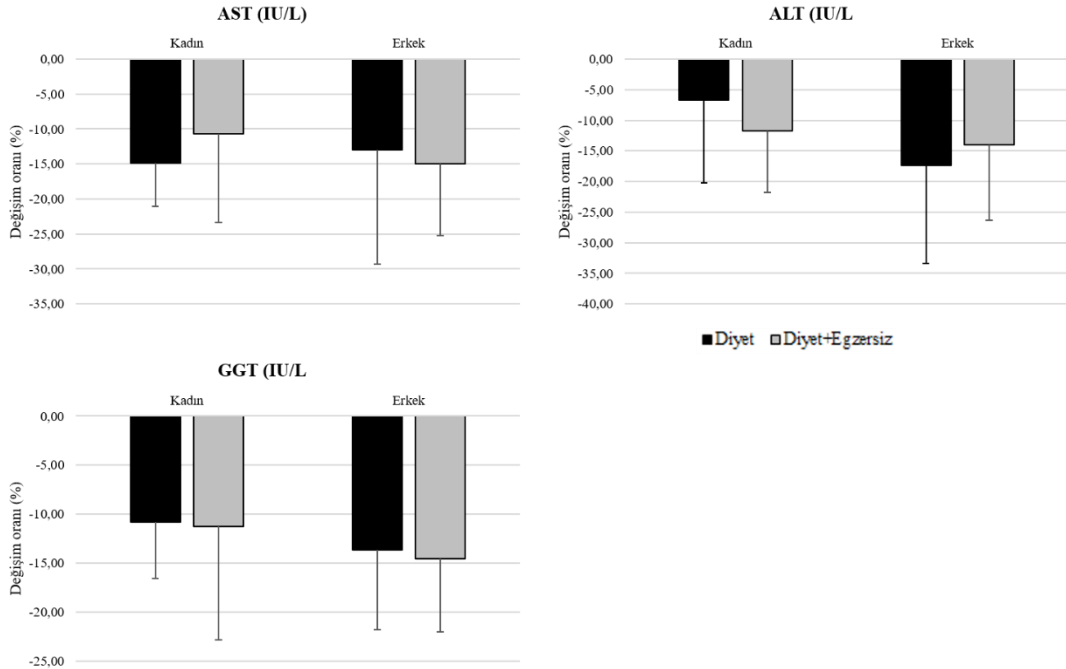 AST (IU/L)
Kadın Erkek
0,00
-5,00
-10,00
-15,00
-20,00
-25,00
-30,00
-35,00
Değişim oranı (%)
ALT (IU/L
Kadın Erkek
0,00
-5,00
-10,00
-15,00
-20,00
-25,00
-30,00
-35,00
-40,00
Değişim oranı (%)
Diyet Diyet+Egzersiz
GGT (IU/L
Kadın Erkek
0,00
-5,00
-10,00
-15,00
-20,00
-25,00
Değişim oranı (%)